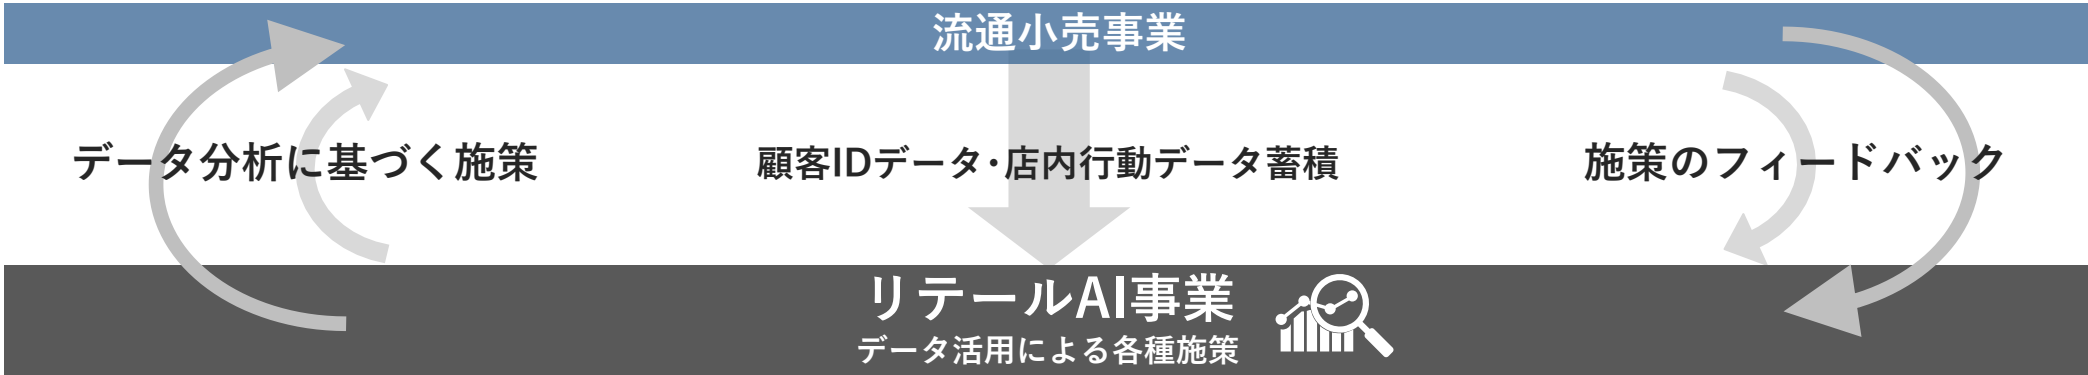 流通小売事業
データ分析に基づく施策
顧客IDデータ・店内行動データ蓄積
施策のフィードバック
リテールAI事業
データ活用による各種施策